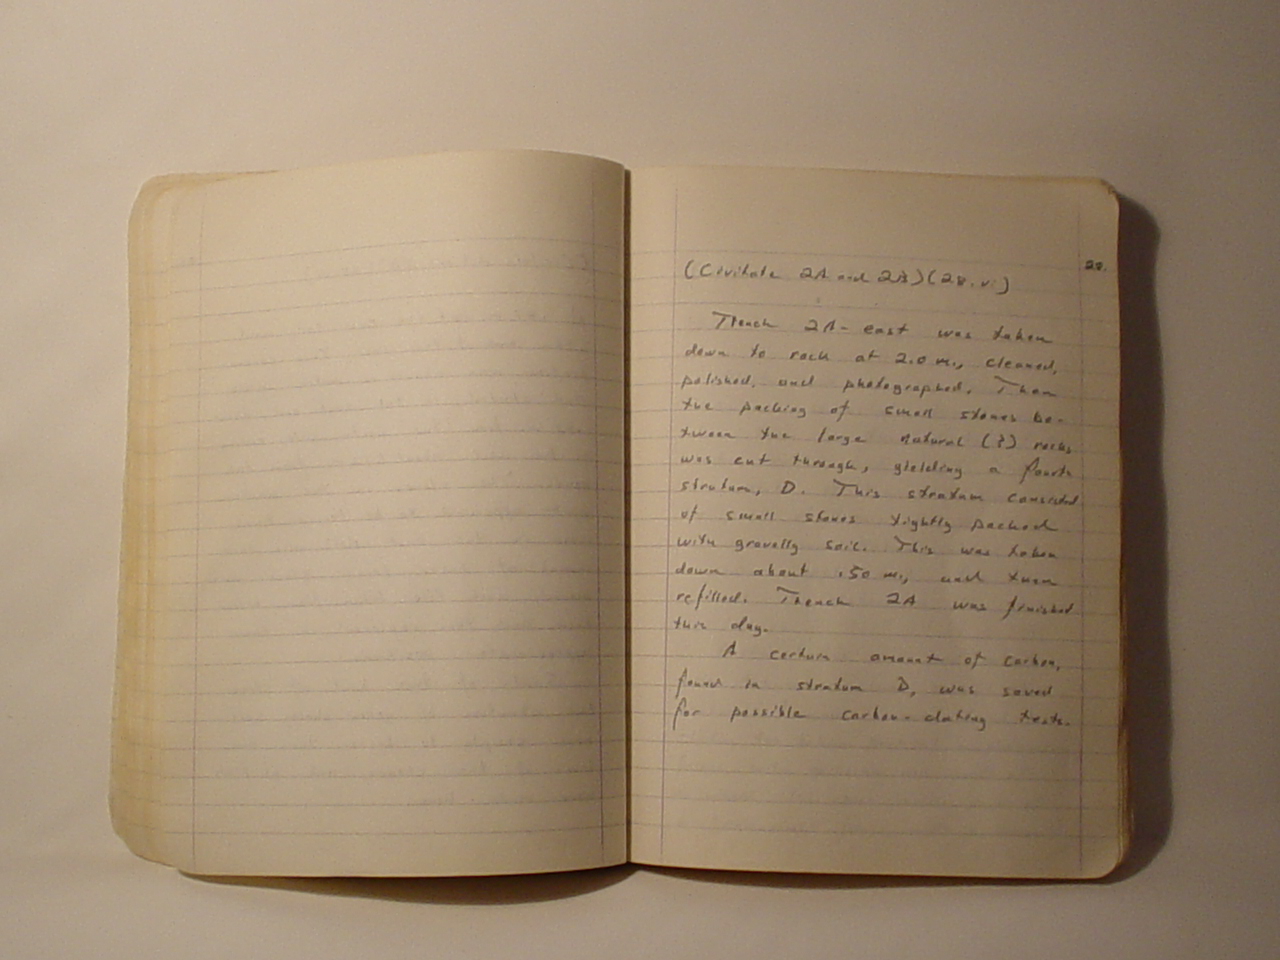 28.
(Civitate 2A and 2B)(28.vi)
Trench 2A-east was taken
down to rock at 2.0 m., cleaned,
polished, and photographed. Then
the packing of small stones be-
tween the large natural (?) rocks
was cut through, yielding a fourth
stratum, D. This stratum consisted
of small stones tightly packed
with gravelly soil. This was taken
down about .50 m., and then
refilled. Trench 2A was finished
this day.
A certain amount of carbon,
found in stratum D, was saved
for possible carbon-dating tests.